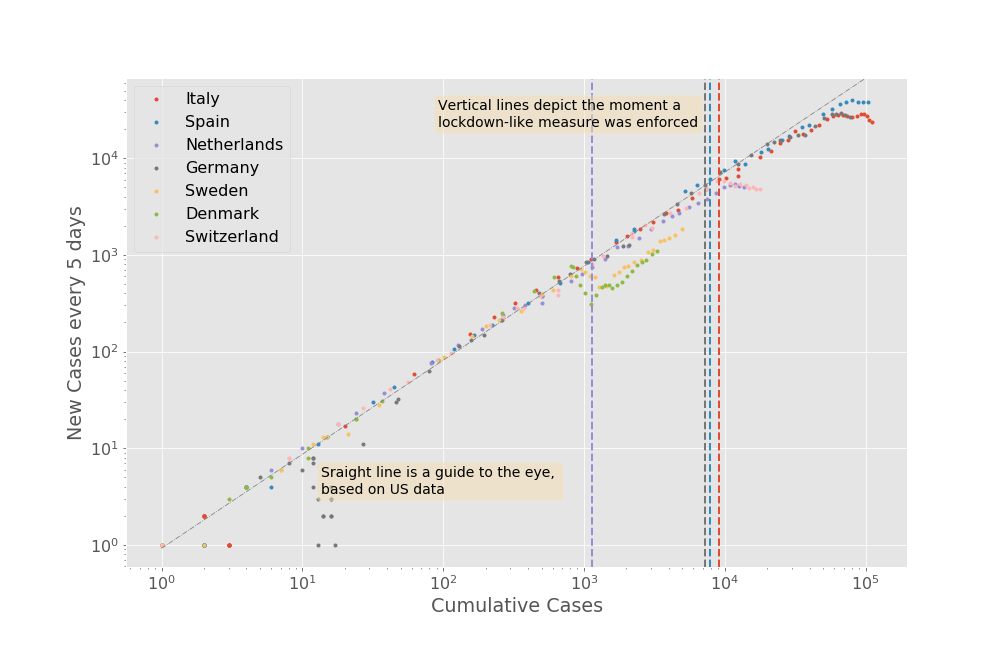 Italy
Spain
Netherlands
Germany
Sweden
Denmark
Switzerland
Vertical lines depict the moment a
lockdown-like measure was enforced
Sraight line is a guide to the eye,
based on US data
New Cases every 5 days
10⁴
10³
10²
10¹
10⁰
10⁰ 10¹ 10² 10³ 10⁴ 10⁵
Cumulative Cases